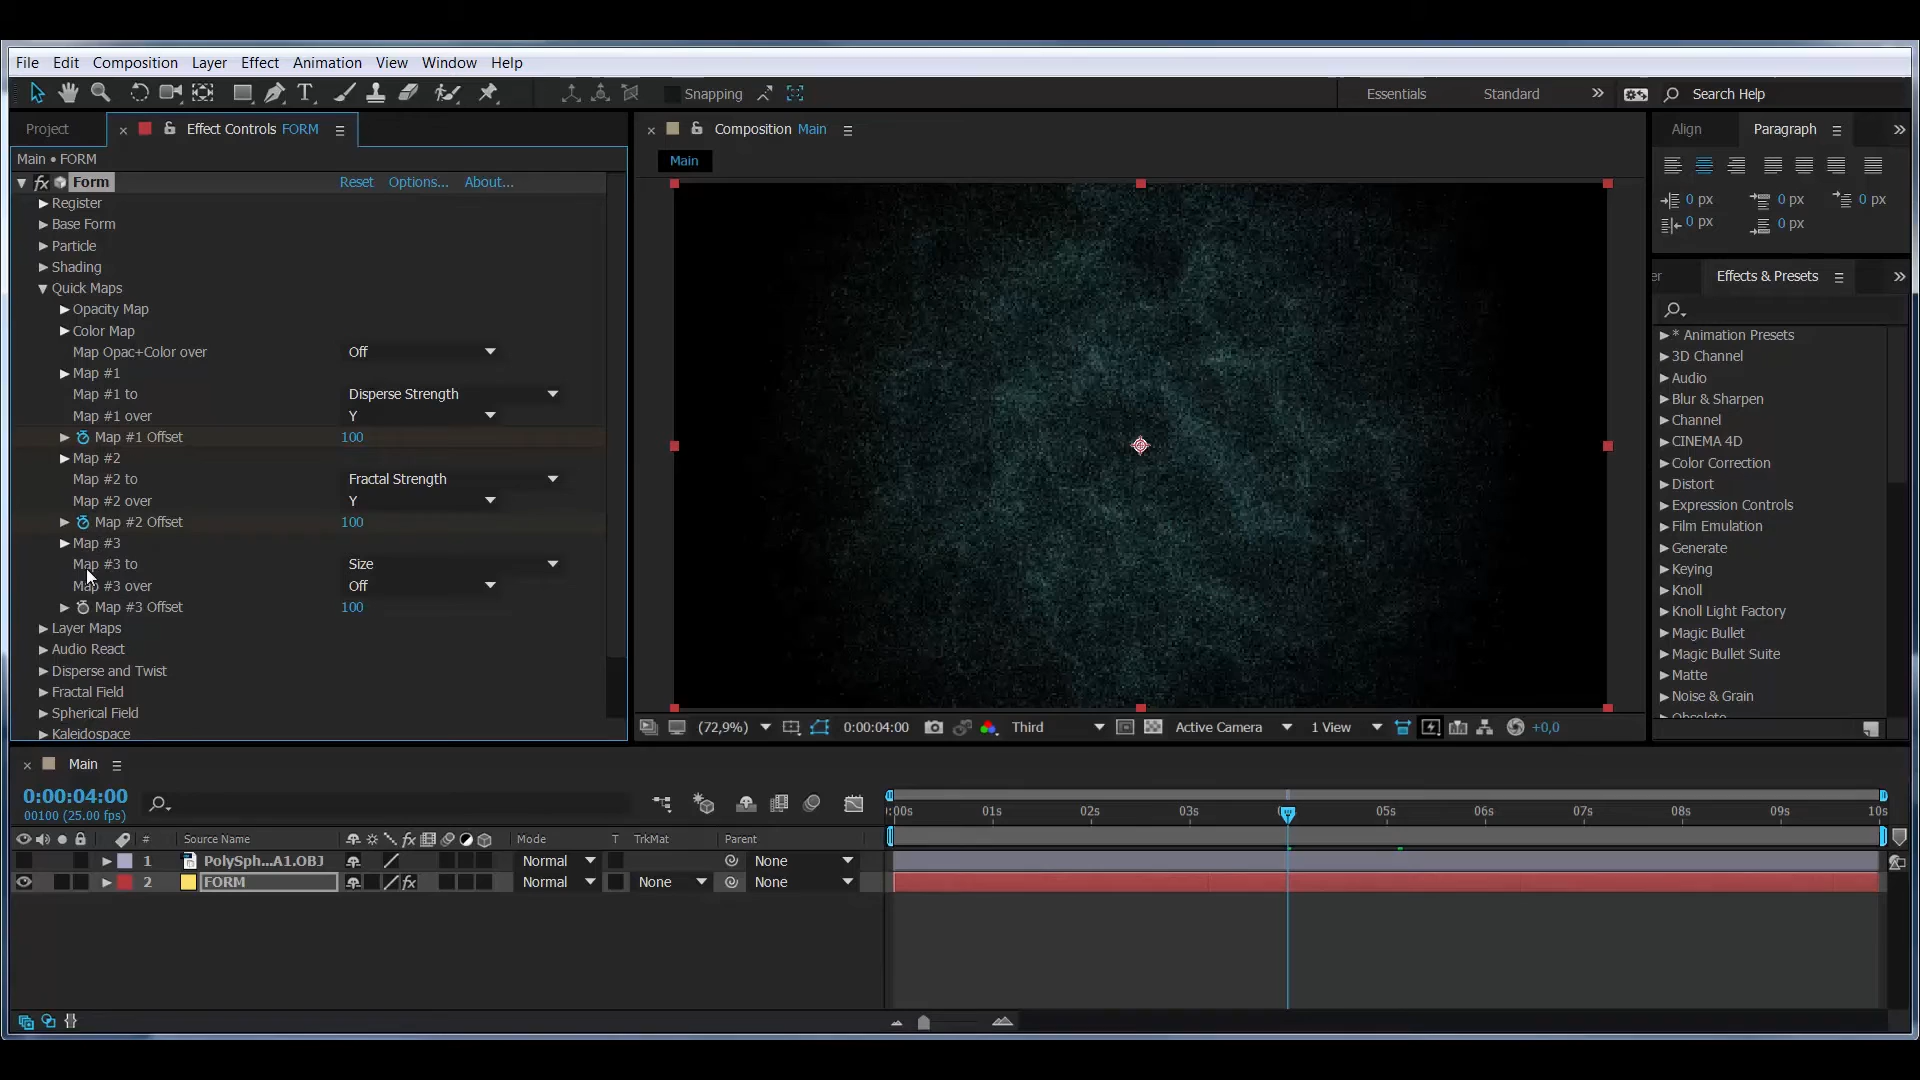 File Edit Composition Layer Effect Animation View Window Help
Snapping Essentials Standard » Search Help
Project × Effect Controls FORM
Main • FORM
fx Form Reset Options... About...
Register
Base Form
Particle
Shading
Quick Maps
Opacity Map
Color Map
Map Opac+Color over Off
Map #1
Map #1 to Disperse Strength
Map #1 over Y
Map #1 Offset 100
Map #2
Map #2 to Fractal Strength
Map #2 over Y
Map #2 Offset 100
Map #3
Map #3 to Size
Map #3 over Off
Map #3 Offset 100
Layer Maps
Audio React
Disperse and Twist
Fractal Field
Spherical Field
Kaleidospace
× Composition Main
Main
(72,9%) 0:00:04:00 Third Active Camera 1 View +0,0
Align Paragraph »
0 px 0 px 0 px
0 px 0 px
er Effects & Presets »
* Animation Presets
3D Channel
Audio
Blur & Sharpen
Channel
CINEMA 4D
Color Correction
Distort
Expression Controls
Film Emulation
Generate
Keying
Knoll
Knoll Light Factory
Magic Bullet
Magic Bullet Suite
Matte
Noise & Grain
Obsolete
× Main
0:00:04:00
00100 (25.00 fps)
:00s 01s 02s 03s 05s 06s 07s 08s 09s 10s
# Source Name fx Mode T TrkMat Parent
1 PolySph...A1.OBJ Normal None
2 FORM fx Normal None None